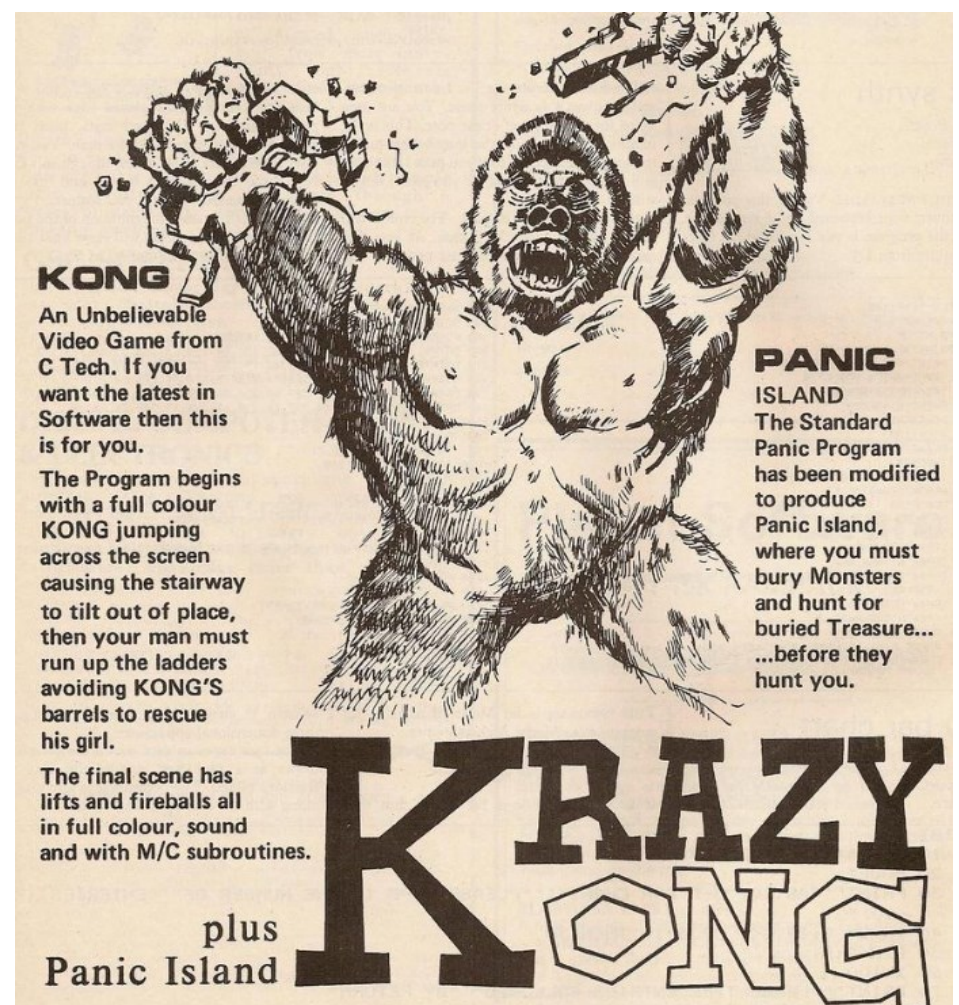 KONG
An Unbelievable
Video Game from
C Tech. If you
want the latest in
Software then this
is for you.
The Program begins
with a full colour
KONG jumping
across the screen
causing the stairway
to tilt out of place,
then your man must
run up the ladders
avoiding KONG'S
barrels to rescue
his girl.
The final scene has
lifts and fireballs all
in full colour, sound
and with M/C subroutines.
PANIC
ISLAND
The Standard
Panic Program
has been modified
to produce
Panic Island,
where you must
bury Monsters
and hunt for
buried Treasure...
...before they
hunt you.
KRAZY
KONG
plus
Panic Island